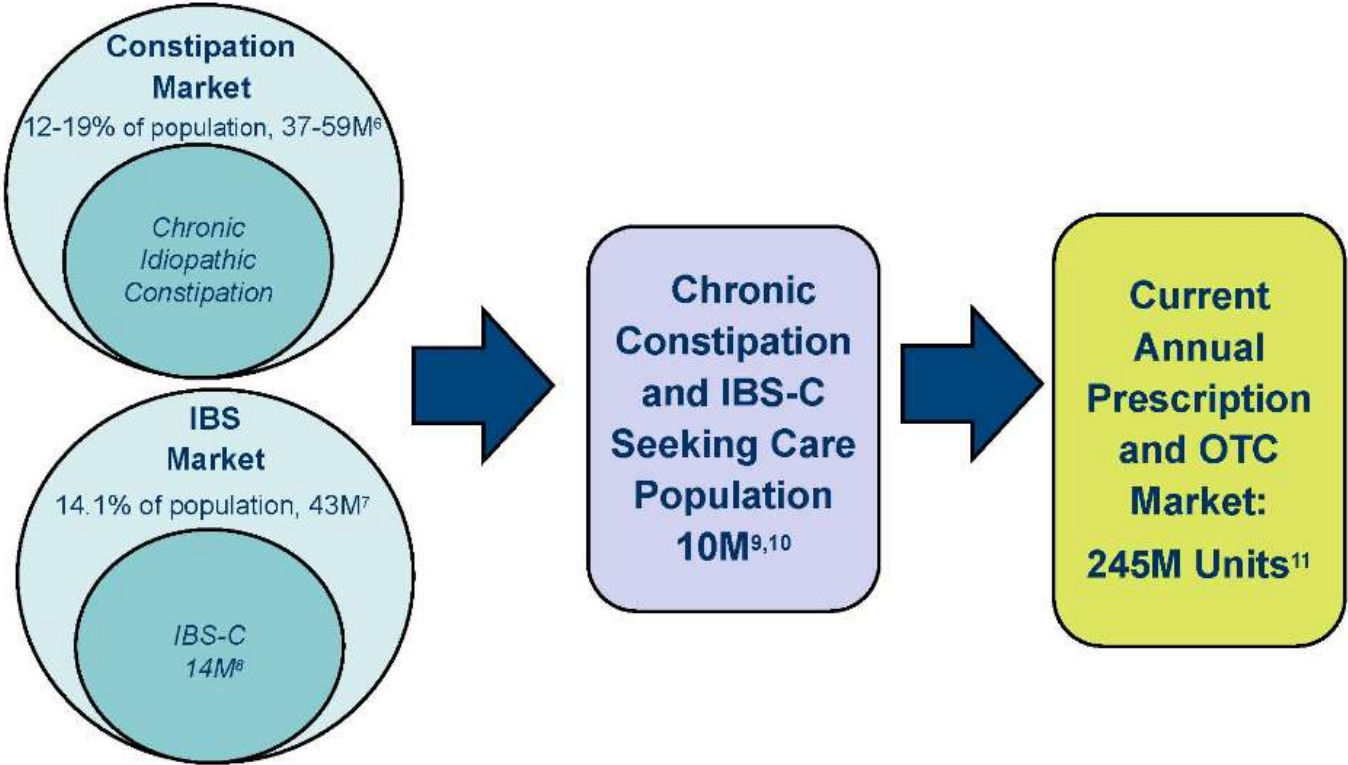 Constipation
Market
12-19% of population, 37-59M⁶
Chronic
Idiopathic
Constipation
IBS
Market
14.1% of population, 43M⁷
IBS-C
14M⁸
Chronic
Constipation
and IBS-C
Seeking Care
Population
10M⁹,¹⁰
Current
Annual
Prescription
and OTC
Market:
245M Units¹¹